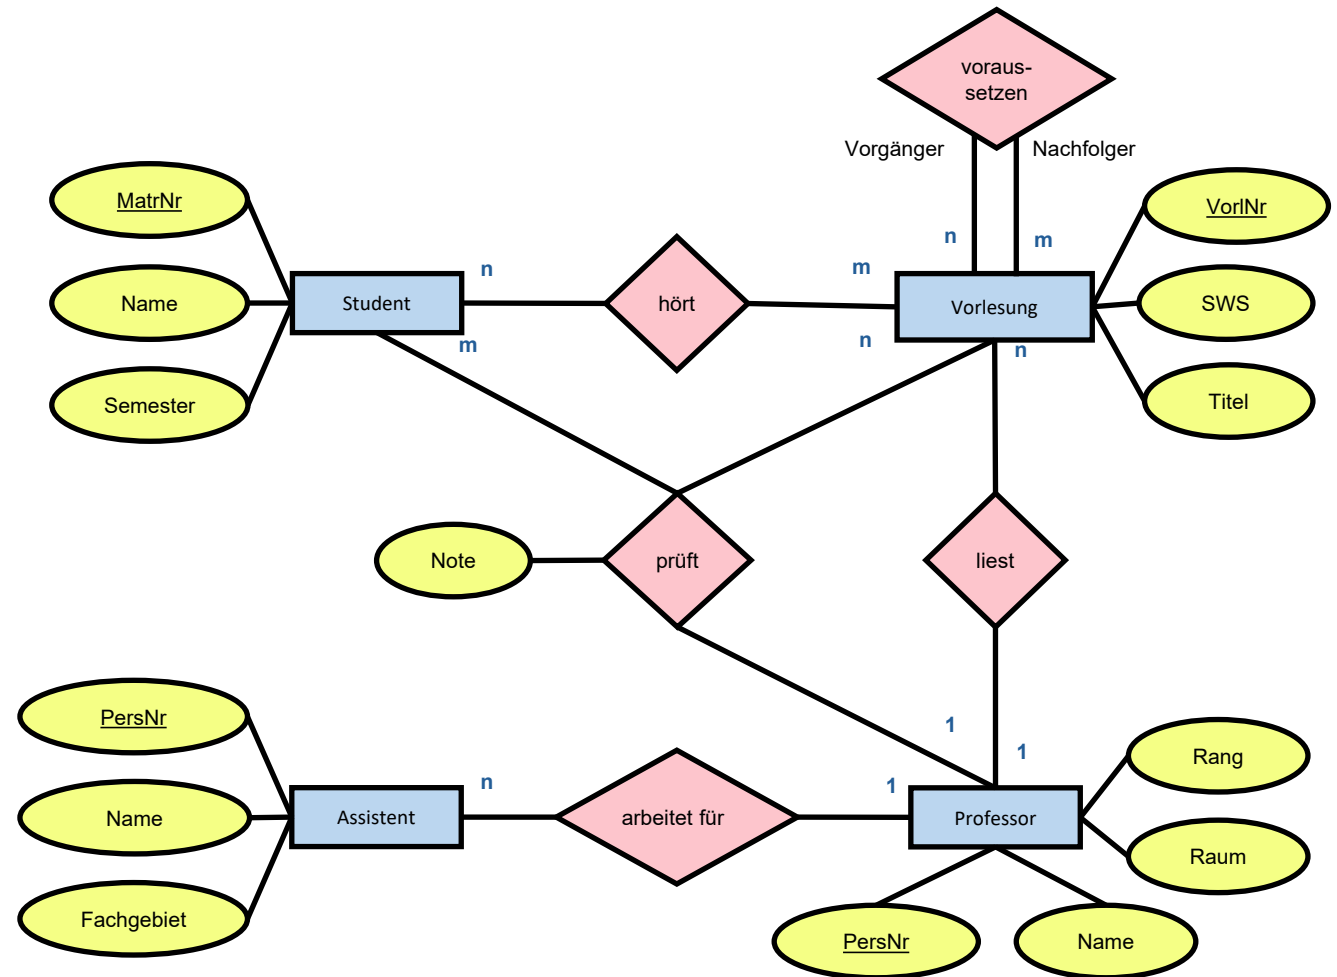 voraus-
setzen
Vorgänger
Nachfolger
MatrNr
VorlNr
n
m
n
m
Name
Student
hört
Vorlesung
SWS
m
n
n
Semester
Titel
Note
prüft
liest
PersNr
1
1
Rang
n
1
Name
Assistent
arbeitet für
Professor
Raum
Fachgebiet
PersNr
Name